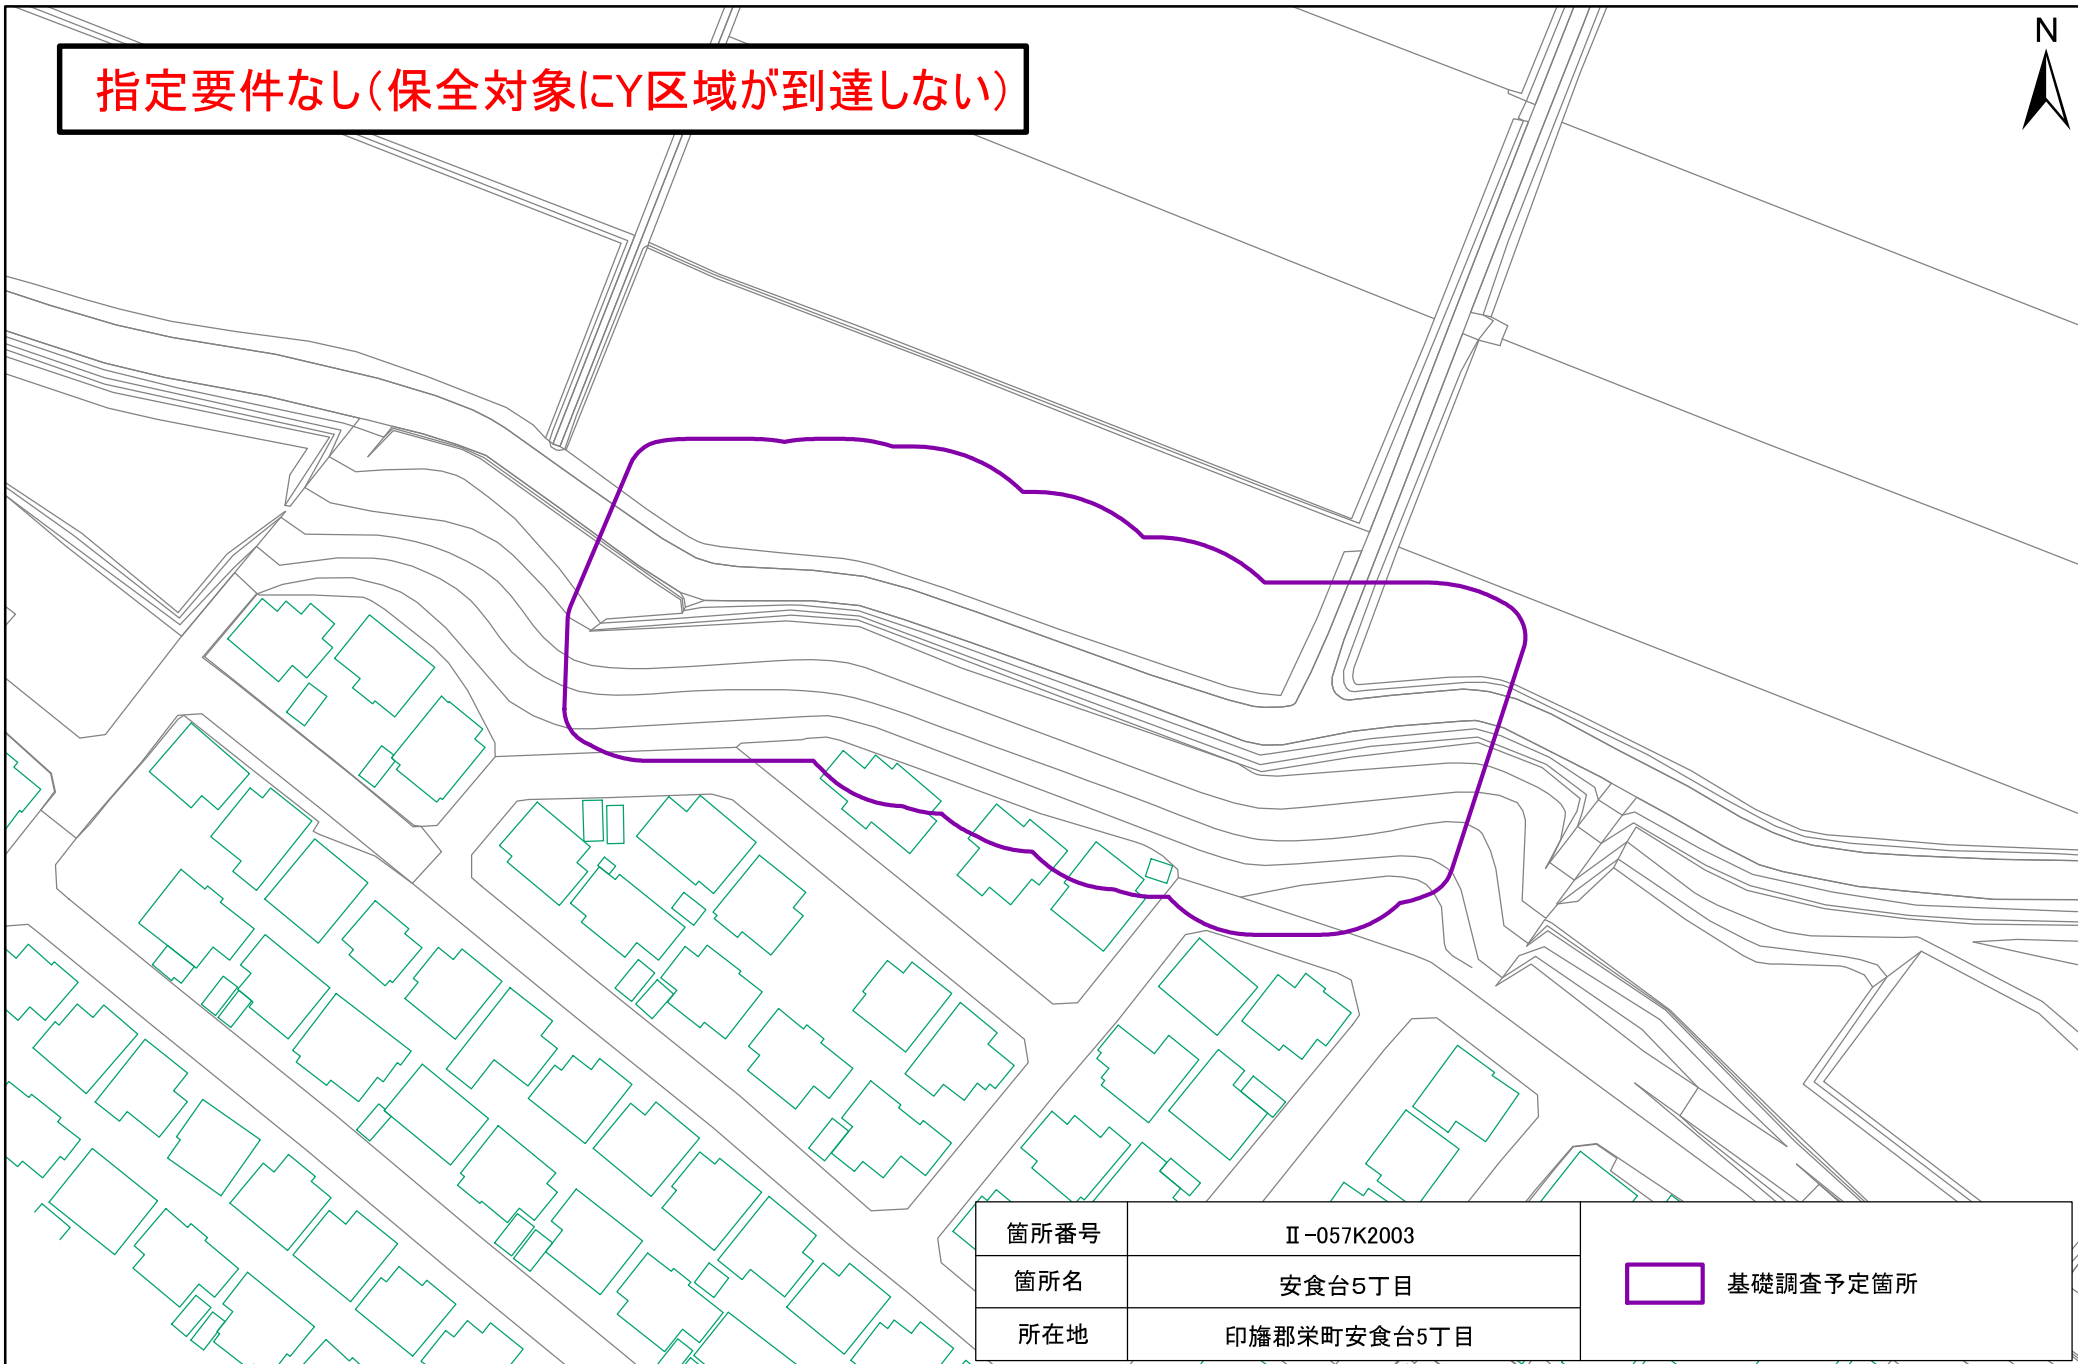 指定要件なし(保全対象にY区域が到達しない)
N
箇所番号 Ⅱ-057K2003
箇所名 安食台5丁目
所在地 印旛郡栄町安食台5丁目
基礎調査予定箇所